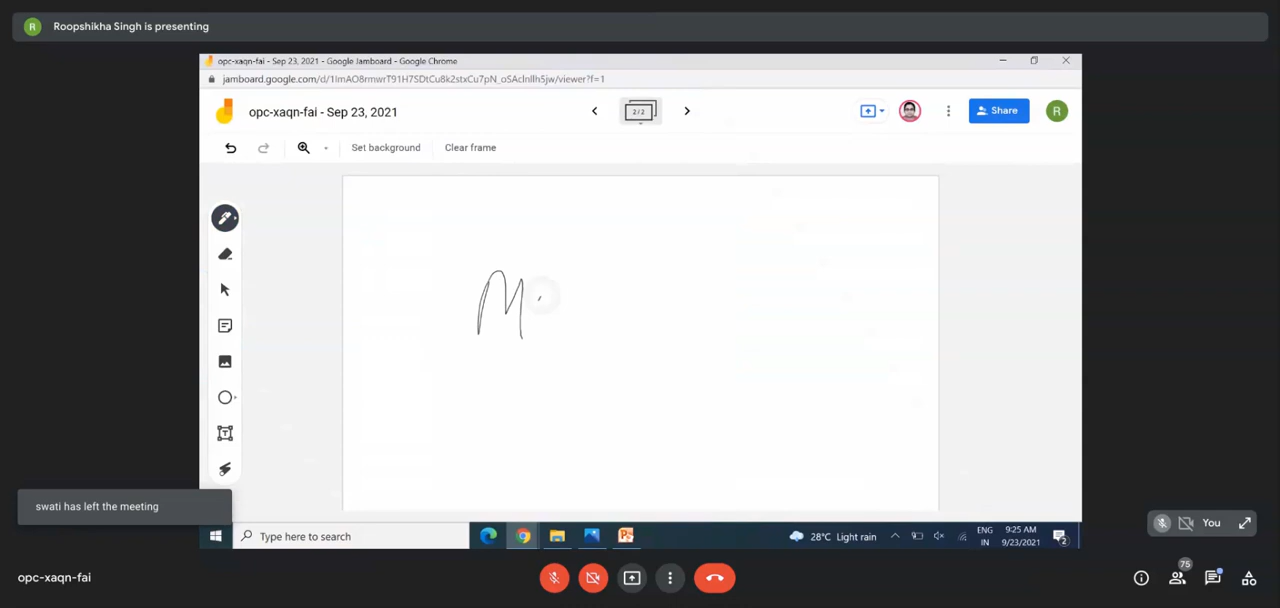 R Roopshikha Singh is presenting
opc-xaqn-fai - Sep 23, 2021 - Google Jamboard - Google Chrome
jamboard.google.com/d/1ImAO8rmwrT91H7SDtCu8k2stxCu7pN_oSAclnllh5jw/viewer?f=1
opc-xaqn-fai - Sep 23, 2021
2/2
Share
R
Set background
Clear frame
M
swati has left the meeting
Type here to search
28°C Light rain
ENG
IN
9:25 AM
9/23/2021
2
You
opc-xaqn-fai
75